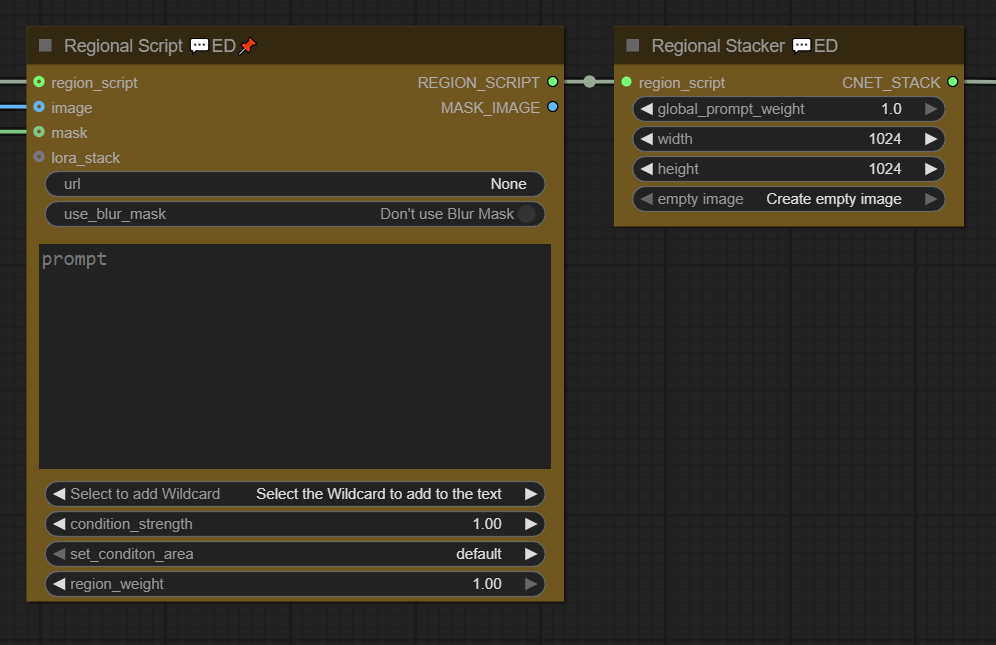 Regional Script 💬ED📌
region_script REGION_SCRIPT
image MASK_IMAGE
mask
lora_stack
url None
use_blur_mask Don't use Blur Mask
prompt
Select to add Wildcard Select the Wildcard to add to the text
condition_strength 1.00
set_conditon_area default
region_weight 1.00
Regional Stacker 💬ED
region_script CNET_STACK
global_prompt_weight 1.0
width 1024
height 1024
empty image Create empty image